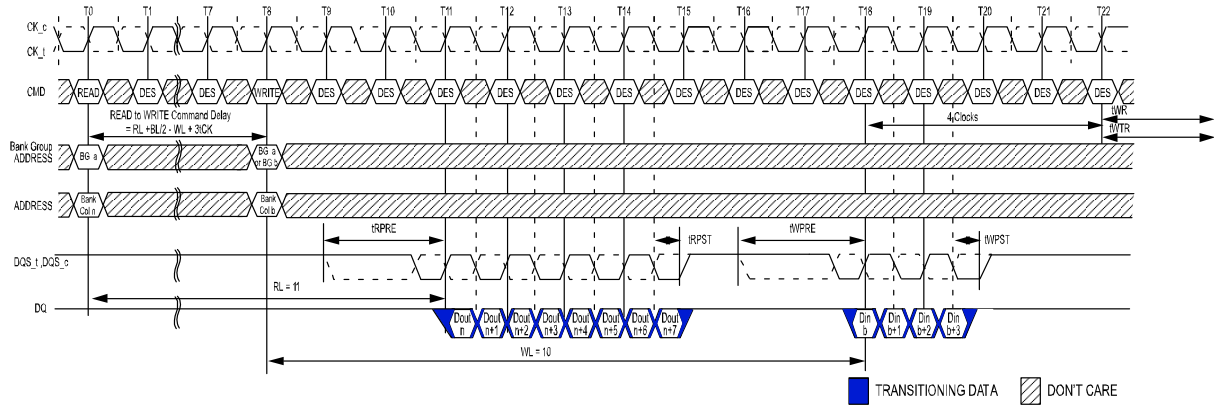 T0 T1 T7 T8 T9 T10 T11 T12 T13 T14 T15 T16 T17 T18 T19 T20 T21 T22
CK_c
CK_t
CMD READ DES DES WRITE DES DES DES DES DES DES DES DES DES DES DES DES DES DES
READ to WRITE Command Delay
= RL +BL/2 - WL + 3tCK
4 Clocks
tWR
tWTR
Bank Group
ADDRESS
BG a
BG a
or BG b
ADDRESS
Bank
Col n
Bank
Col b
tRPRE tRPST tWPRE tWPST
DQS_t ,DQS_c
RL = 11
DQ
Dout
n
Dout
n+1
Dout
n+2
Dout
n+3
Dout
n+4
Dout
n+5
Dout
n+6
Dout
n+7
Din
b
Din
b+1
Din
b+2
Din
b+3
WL = 10
TRANSITIONING DATA
DON'T CARE